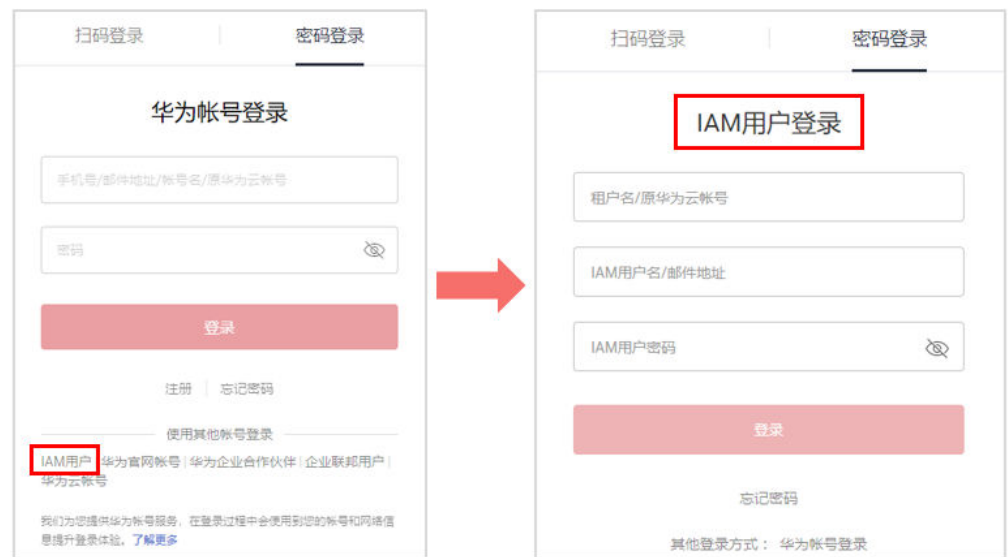 扫码登录
密码登录
华为帐号登录
手机号/邮件地址/帐号名/原华为云帐号
密码
登录
注册 | 忘记密码
使用其他帐号登录
IAM用户 | 华为官网帐号 | 华为企业合作伙伴 | 企业联邦用户 |
华为云帐号
我们为您提供华为帐号服务，在登录过程中会使用到您的帐号和网络信
息提升登录体验。了解更多
扫码登录
密码登录
IAM用户登录
租户名/原华为云帐号
IAM用户名/邮件地址
IAM用户密码
登录
忘记密码
其他登录方式： 华为帐号登录